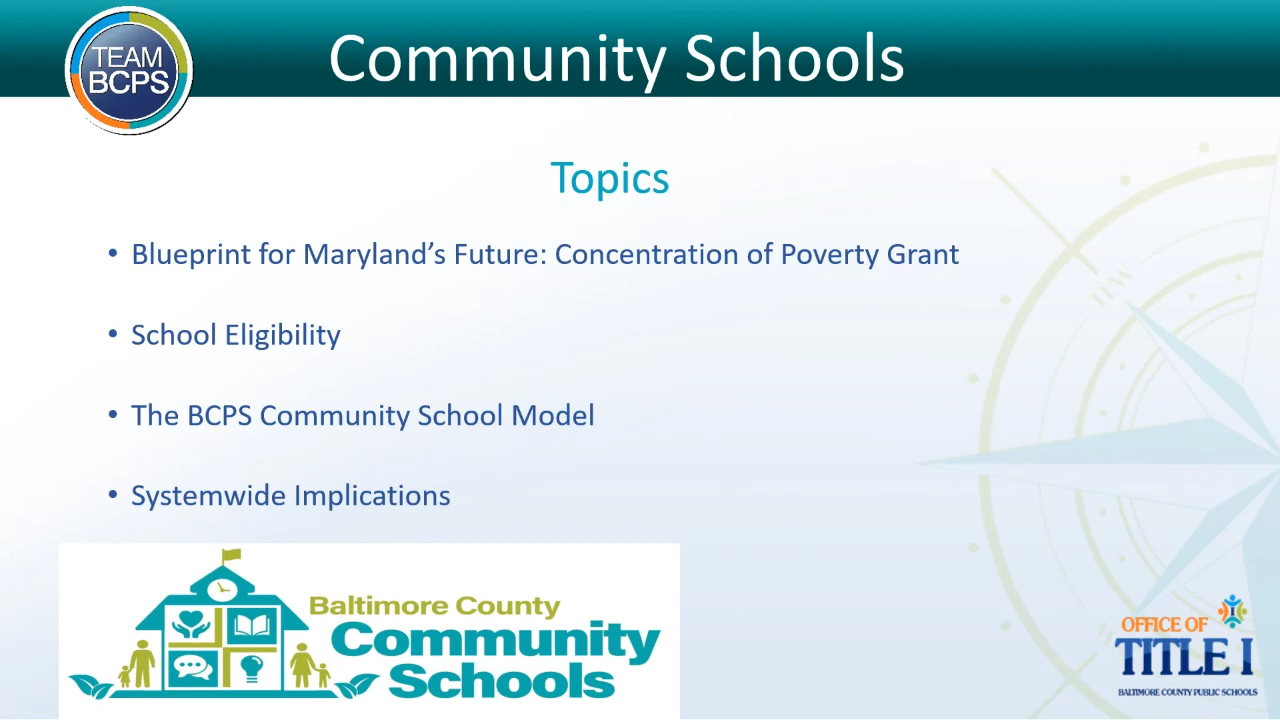 TEAM
BCPS
Community Schools
Topics
• Blueprint for Maryland’s Future: Concentration of Poverty Grant
• School Eligibility
• The BCPS Community School Model
• Systemwide Implications
Baltimore County
Community
Schools
OFFICE OF
TITLE I
BALTIMORE COUNTY PUBLIC SCHOOLS